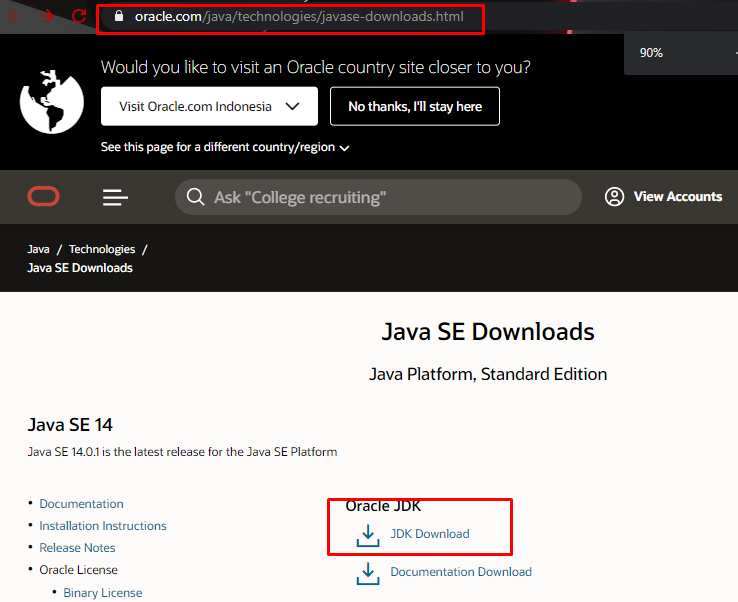 oracle.com/java/technologies/javase-downloads.html
90%
Would you like to visit an Oracle country site closer to you?
Visit Oracle.com Indonesia
No thanks, I'll stay here
See this page for a different country/region
Ask "College recruiting"
View Accounts
Java / Technologies /
Java SE Downloads
Java SE Downloads
Java Platform, Standard Edition
Java SE 14
Java SE 14.0.1 is the latest release for the Java SE Platform
• Documentation
• Installation Instructions
• Release Notes
• Oracle License
• Binary License
Oracle JDK
JDK Download
Documentation Download